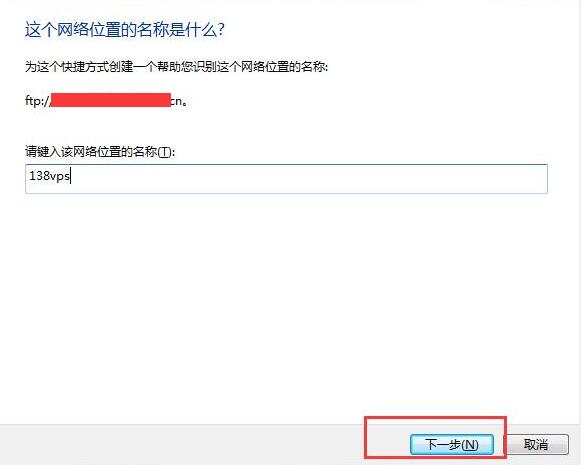 这个网络位置的名称是什么?
为这个快捷方式创建一个帮助您识别这个网络位置的名称:
ftp://cn。
请键入该网络位置的名称(T):
138vps
下一步(N)
取消